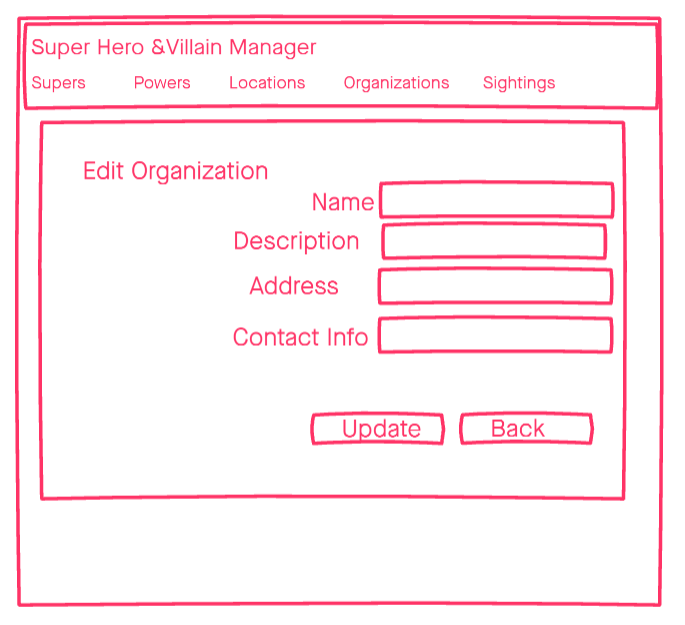 Super Hero &Villain Manager
Supers Powers Locations Organizations Sightings
Edit Organization
Name
Description
Address
Contact Info
Update Back